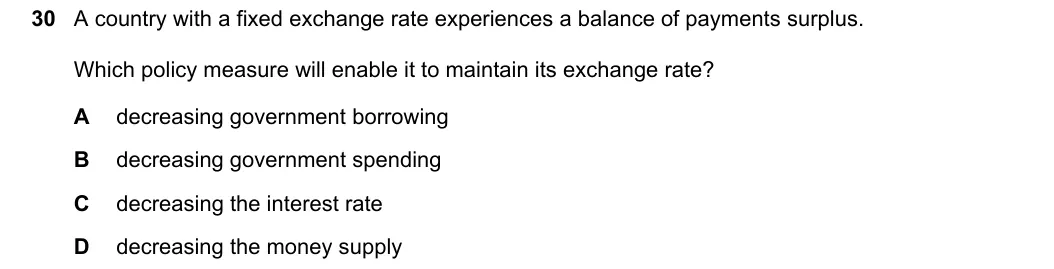 30 A country with a fixed exchange rate experiences a balance of payments surplus.
Which policy measure will enable it to maintain its exchange rate?
A decreasing government borrowing
B decreasing government spending
C decreasing the interest rate
D decreasing the money supply